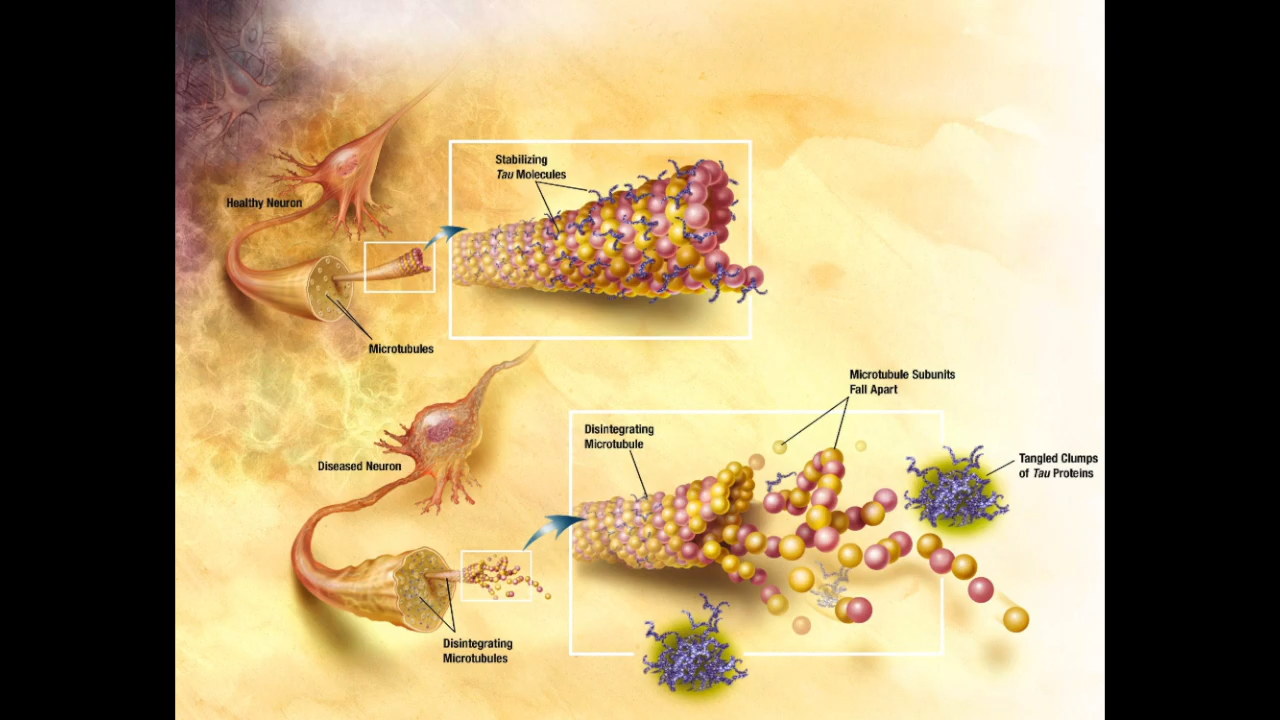 Stabilizing
Tau Molecules
Healthy Neuron
Microtubules
Microtubule Subunits
Fall Apart
Disintegrating
Microtubule
Tangled Clumps
of Tau Proteins
Diseased Neuron
Disintegrating
Microtubules